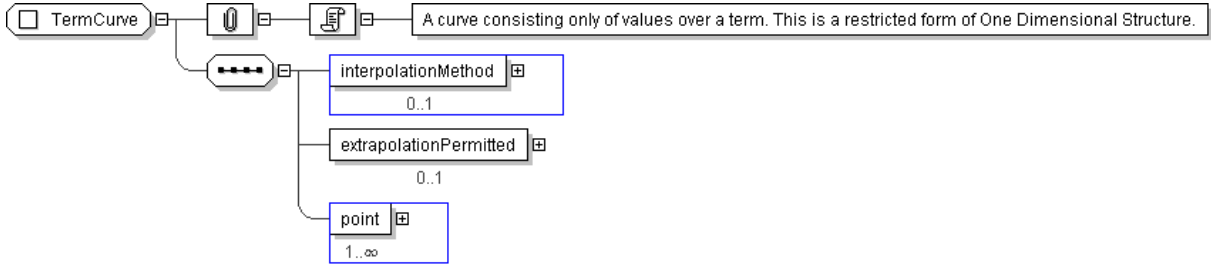 TermCurve
A curve consisting only of values over a term. This is a restricted form of One Dimensional Structure.
interpolationMethod
0..1
extrapolationPermitted
0..1
point
1..∞